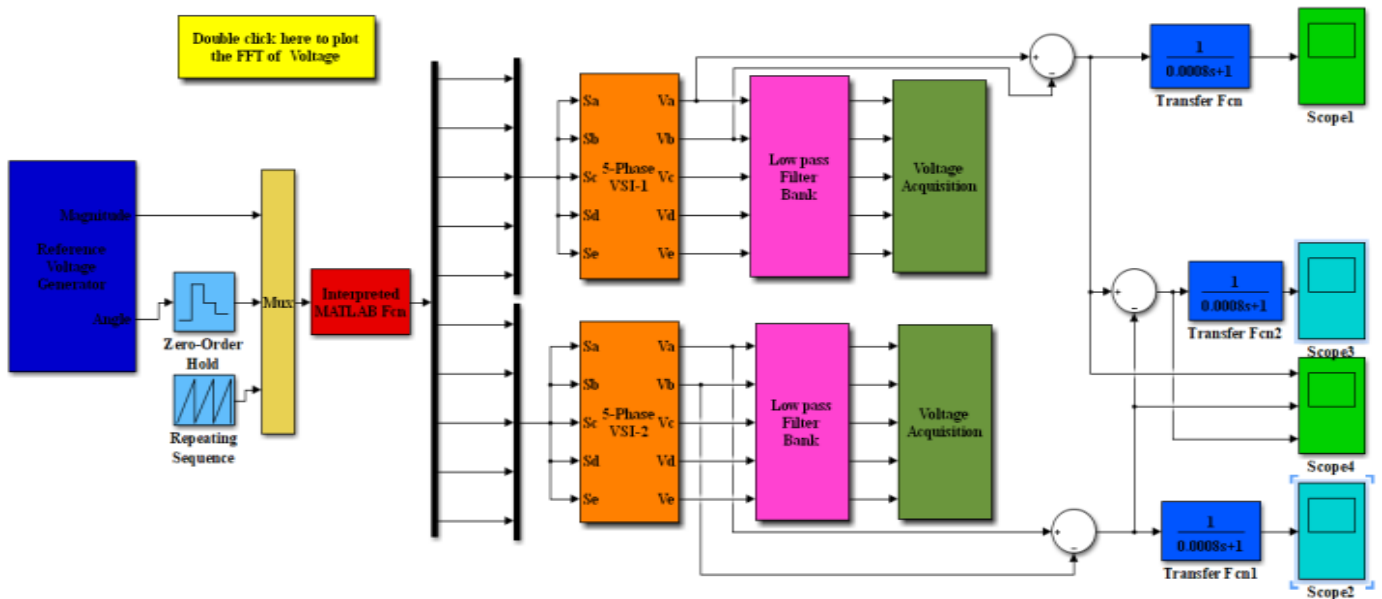 Double click here to plot
the FFT of Voltage
Magnitude
Reference
Voltage
Generator
Angle
Zero-Order
Hold
Repeating
Sequence
Mux
Interpreted
MATLAB Fcn
Sa
Sb
Sc
Sd
Se
5-Phase
VSI-1
Va
Vb
Vc
Vd
Ve
Low pass
Filter
Bank
Voltage
Acquisition
Sa
Sb
Sc
Sd
Se
5-Phase
VSI-2
Va
Vb
Vc
Vd
Ve
Low pass
Filter
Bank
Voltage
Acquisition
+
-
1
0.0008s+1
Transfer Fcn
Scope1
+
-
1
0.0008s+1
Transfer Fcn2
Scope3
Scope4
+
-
1
0.0008s+1
Transfer Fcn1
Scope2